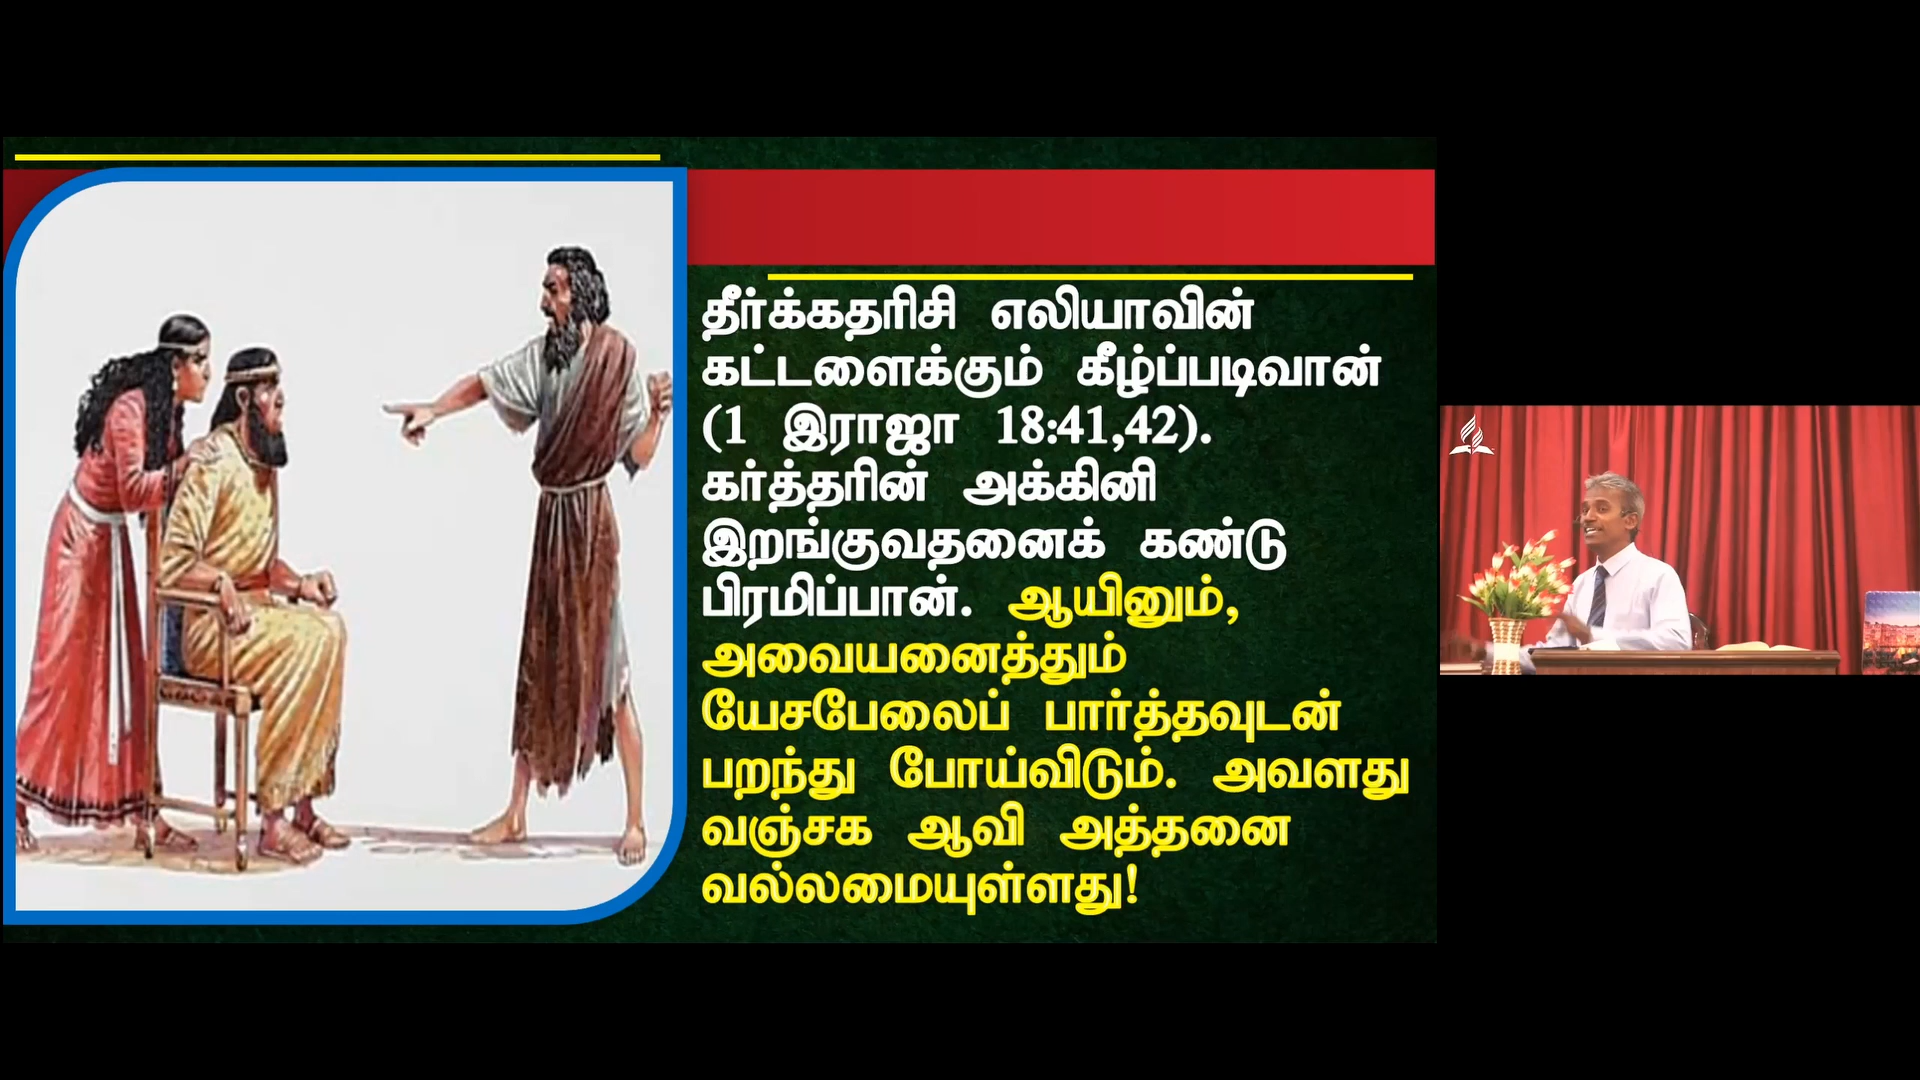 தீர்க்கதரிசி எலியாவின்
கட்டளைக்கும் கீழ்ப்படிவான்
(1 இராஜா 18:41,42).
கர்த்தரின் அக்கினி
இறங்குவதனைக் கண்டு
பிரமிப்பான். ஆயினும்,
அவையனைத்தும்
யேசபேலைப் பார்த்தவுடன்
பறந்து போய்விடும். அவளது
வஞ்சக ஆவி அத்தனை
வல்லமையுள்ளது!